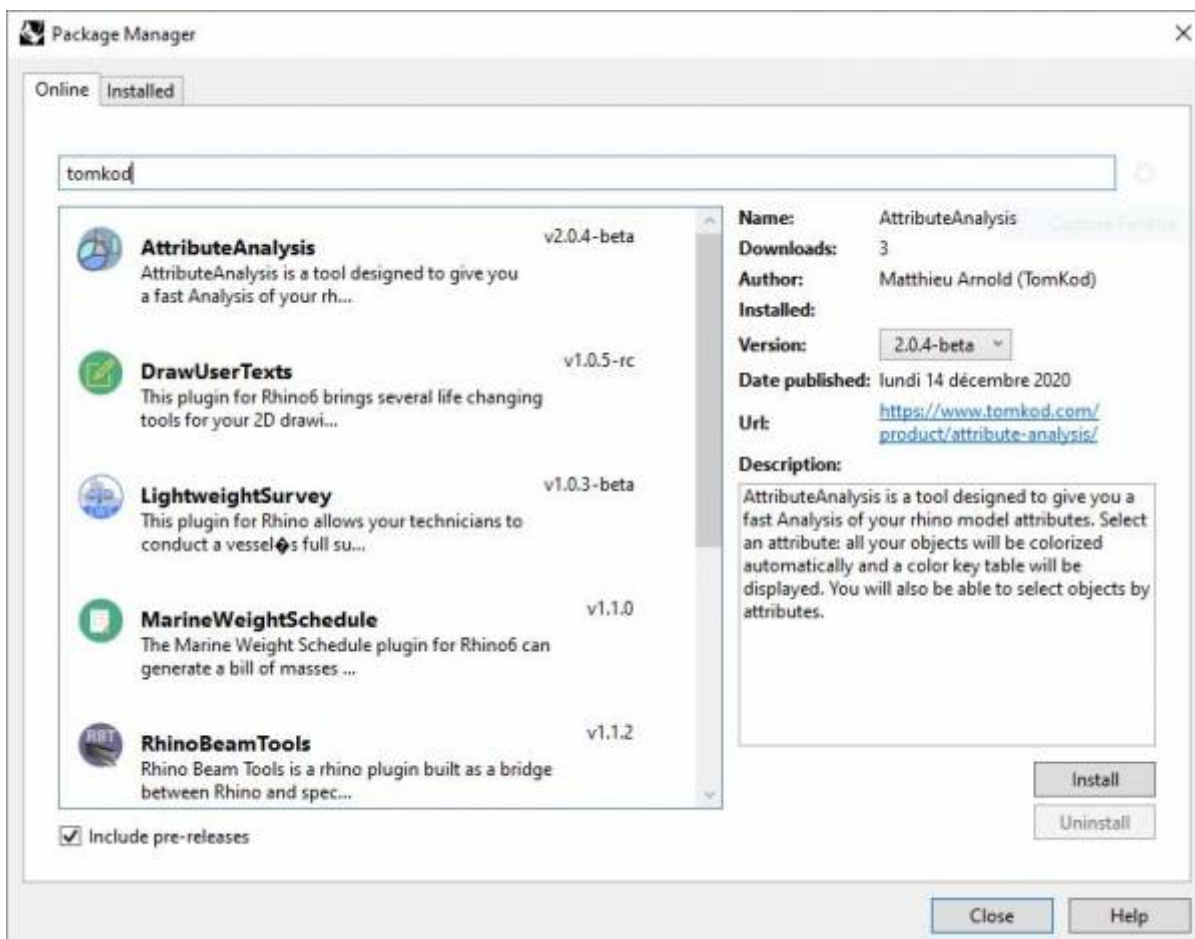 Package Manager
Online Installed
tomkod
AttributeAnalysis v2.0.4-beta
AttributeAnalysis is a tool designed to give you
a fast Analysis of your rh...
DrawUserTexts v1.0.5-rc
This plugin for Rhino6 brings several life changing
tools for your 2D drawi...
LightweightSurvey v1.0.3-beta
This plugin for Rhino allows your technicians to
conduct a vessel�s full su...
MarineWeightSchedule v1.1.0
The Marine Weight Schedule plugin for Rhino6 can
generate a bill of masses ...
RBT
RhinoBeamTools v1.1.2
Rhino Beam Tools is a rhino plugin built as a bridge
between Rhino and spec...
Include pre-releases
Name: AttributeAnalysis
Downloads: 3
Author: Matthieu Arnold (TomKod)
Installed:
Version: 2.0.4-beta
Date published: lundi 14 décembre 2020
Url: https://www.tomkod.com/
product/attribute-analysis/
Description:
AttributeAnalysis is a tool designed to give you a
fast Analysis of your rhino model attributes. Select
an attribute: all your objects will be colorized
automatically and a color key table will be
displayed. You will also be able to select objects by
attributes.
Install
Uninstall
Close Help